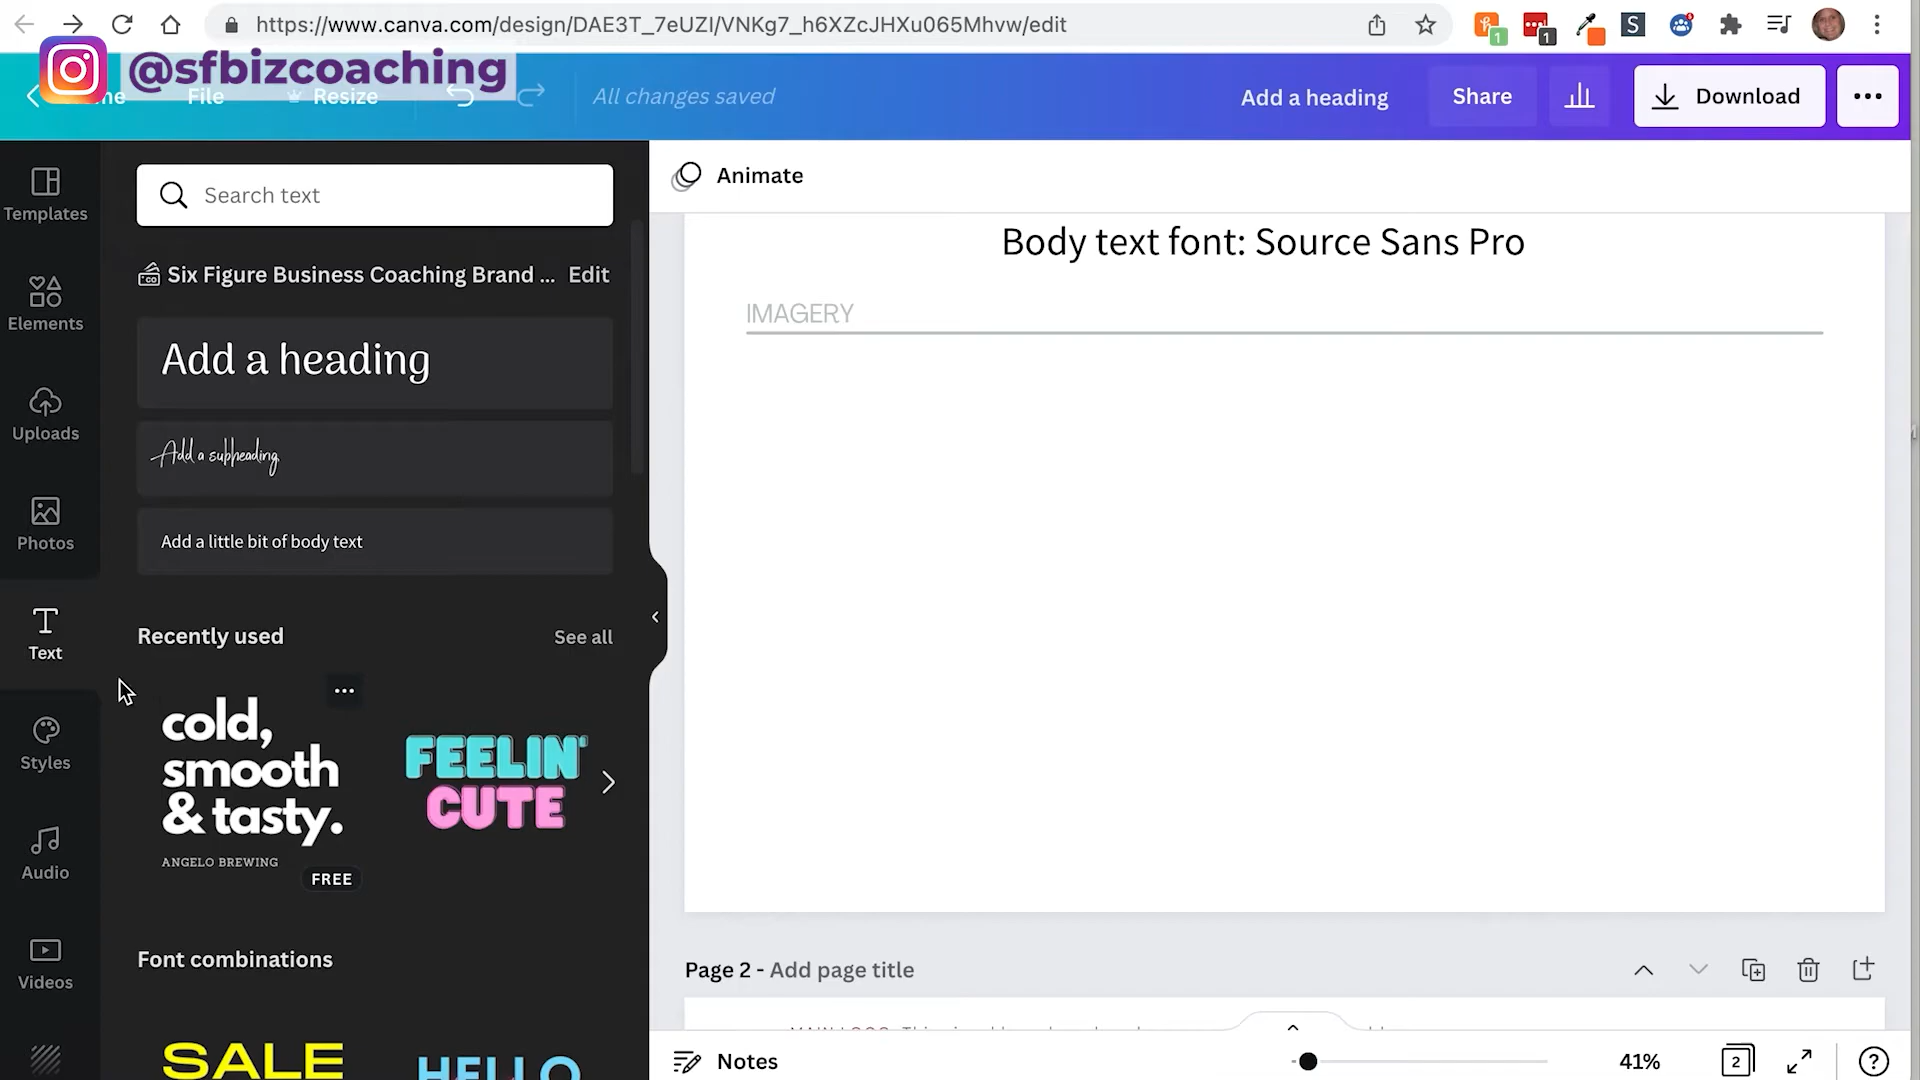 https://www.canva.com/design/DAE3T_7eUZI/VNKg7_h6XZcJHXu065Mhvw/edit
1
1
S
@sfbizcoaching
File
Resize
All changes saved
Add a heading
Share
Download
Templates
Elements
Uploads
Photos
Text
Styles
Audio
Videos
Search text
Six Figure Business Coaching Brand ...
Edit
Add a heading
Add a subheading
Add a little bit of body text
Recently used
See all
cold,
smooth
& tasty.
ANGELO BREWING
FREE
FEELIN'
CUTE
Font combinations
SALE
HELLO
Animate
Body text font: Source Sans Pro
IMAGERY
Page 2 - Add page title
Notes
41%
2